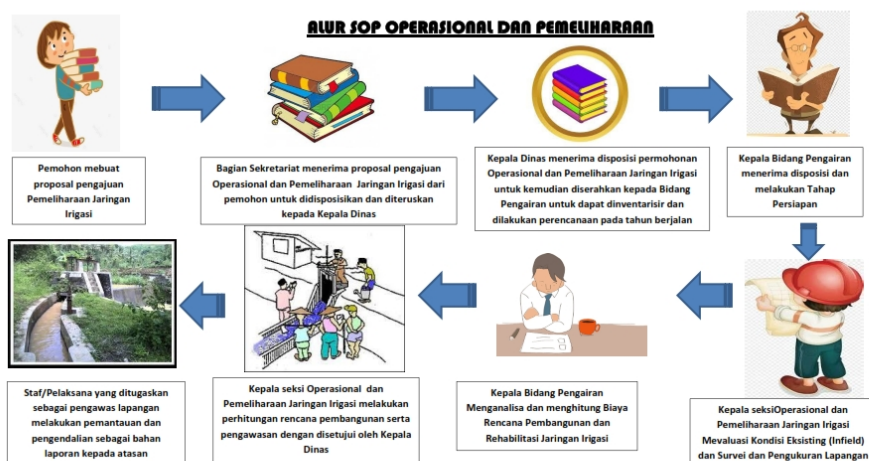 ALUR SOP OPERASIONAL DAN PEMELIHARAAN
Pemohon mebuat
proposal pengajuan
Pemeliharaan Jaringan
Irigasi
Bagian Sekretariat menerima proposal pengajuan
Operasional dan Pemeliharaan Jaringan Irigasi dari
pemohon untuk didisposisikan dan diteruskan
kepada Kepala Dinas
Kepala Dinas menerima disposisi permohonan
Operasional dan Pemeliharaan Jaringan Irigasi
untuk kemudian diserahkan kepada Bidang
Pengairan untuk dapat dinventarisir dan
dilakukan perencanaan pada tahun berjalan
Kepala Bidang Pengairan
menerima disposisi dan
melakukan Tahap
Persiapan
Kepala seksiOperasional dan
Pemeliharaan Jaringan Irigasi
Mevaluasi Kondisi Eksisting (Infield)
dan Survei dan Pengukuran Lapangan
Kepala Bidang Pengairan
Menganalisa dan menghitung Biaya
Rencana Pembangunan dan
Rehabilitasi Jaringan Irigasi
Kepala seksi Operasional dan
Pemeliharaan Jaringan Irigasi melakukan
perhitungan rencana pembangunan serta
pengawasan dengan disetujui oleh Kepala
Dinas
Staf/Pelaksana yang ditugaskan
sebagai pengawas lapangan
melakukan pemantauan dan
pengendalian sebagai bahan
laporan kepada atasan